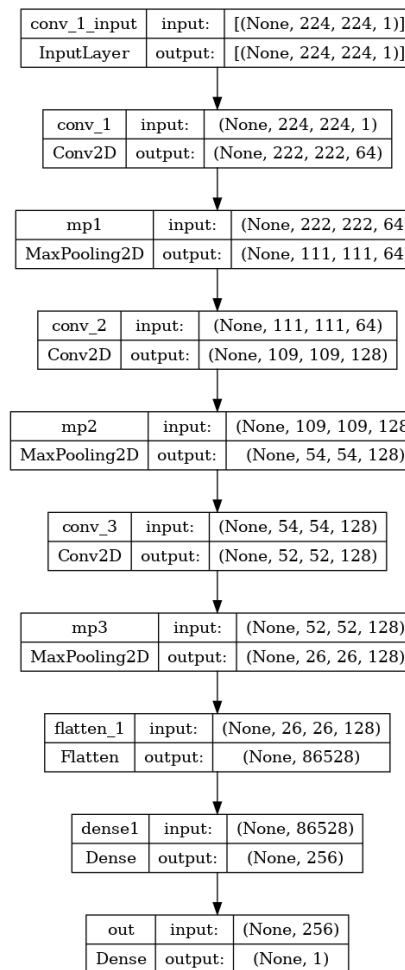 conv_1_input input: [(None, 224, 224, 1)]
InputLayer output: [(None, 224, 224, 1)]
conv_1 input: (None, 224, 224, 1)
Conv2D output: (None, 222, 222, 64)
mp1 input: (None, 222, 222, 64
MaxPooling2D output: (None, 111, 111, 64
conv_2 input: (None, 111, 111, 64)
Conv2D output: (None, 109, 109, 128)
mp2 input: (None, 109, 109, 128
MaxPooling2D output: (None, 54, 54, 128)
conv_3 input: (None, 54, 54, 128)
Conv2D output: (None, 52, 52, 128)
mp3 input: (None, 52, 52, 128)
MaxPooling2D output: (None, 26, 26, 128)
flatten_1 input: (None, 26, 26, 128)
Flatten output: (None, 86528)
dense1 input: (None, 86528)
Dense output: (None, 256)
out input: (None, 256)
Dense output: (None, 1)